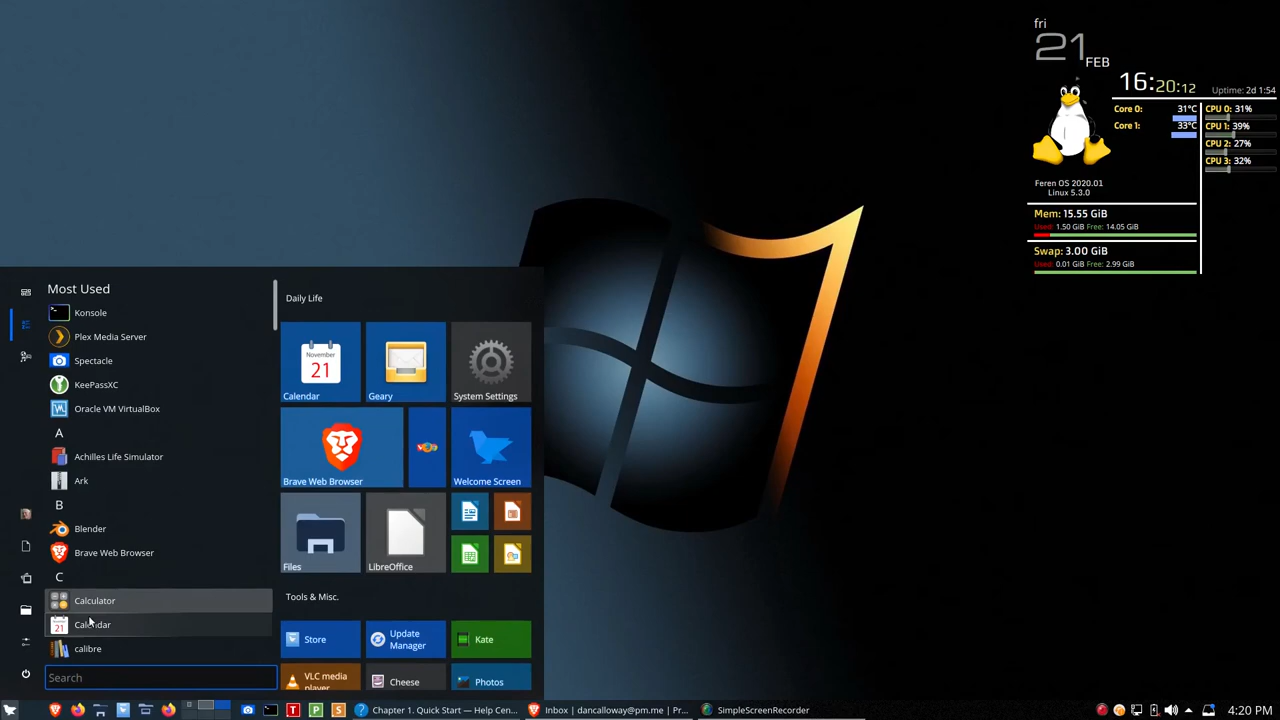 fri
21
FEB
16:20:12
Uptime: 2d 1:54
Core 0: 31°C
Core 1: 33°C
CPU 0: 31%
CPU 1: 39%
CPU 2: 27%
CPU 3: 32%
Feren OS 2020.01
Linux 5.3.0
Mem: 15.55 GiB
Used: 1.50 GiB Free: 14.05 GiB
Swap: 3.00 GiB
Used: 0.01 GiB Free: 2.99 GiB
Most Used
Konsole
Plex Media Server
Spectacle
KeePassXC
Oracle VM VirtualBox
A
Achilles Life Simulator
Ark
B
Blender
Brave Web Browser
C
Calculator
Calendar
calibre
Search
Daily Life
November
21
Calendar
Geary
System Settings
Brave Web Browser
Welcome Screen
Files
LibreOffice
Tools & Misc.
Store
Update
Manager
Kate
VLC media
player
Cheese
Photos
T
P
S
Chapter 1. Quick Start — Help Cen...
Inbox | dancalloway@pm.me | Pr...
SimpleScreenRecorder
4:20 PM